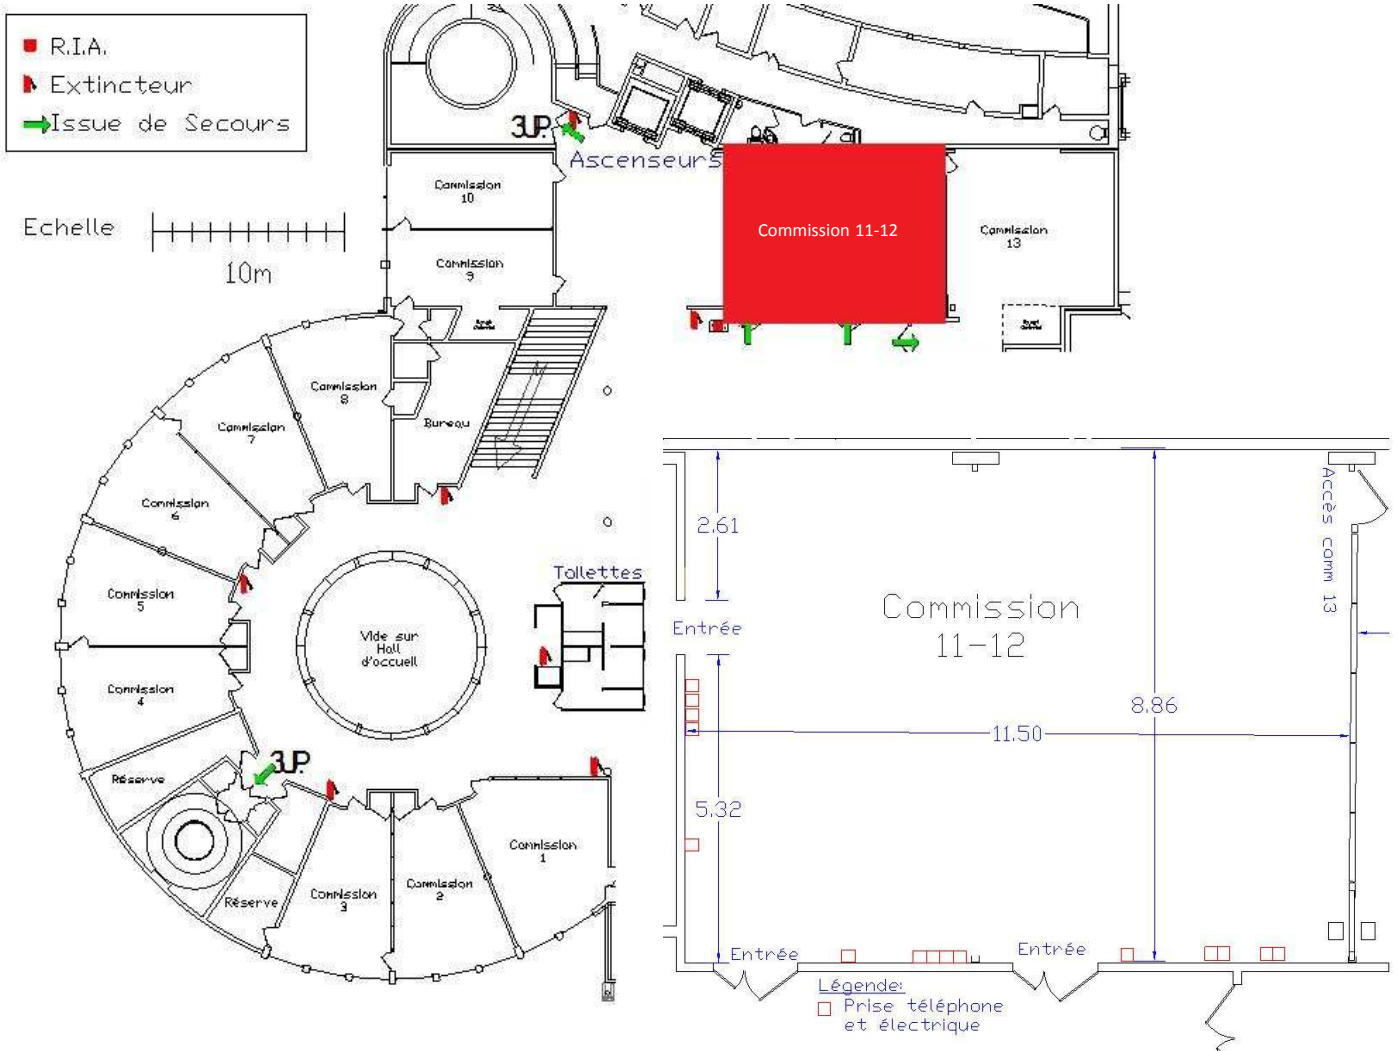 R.I.A.
Extincteur
Issue de Secours
3UP.
Ascenseurs
Commission
10
Commission 11-12
Commission
13
Echelle
10m
Commission
9
Commission
8
Commission
7
Bureau
Commission
6
Commission
5
Toilettes
Vide sur
Hall
d'accueil
Commission
4
3UP.
Réserve
Commission
1
Commission
2
Commission
3
Réserve
2.61
Accès comm 13
Commission
11-12
Entrée
8.86
11.50
5.32
Entrée
Entrée
Légende:
Prise téléphone
et électrique